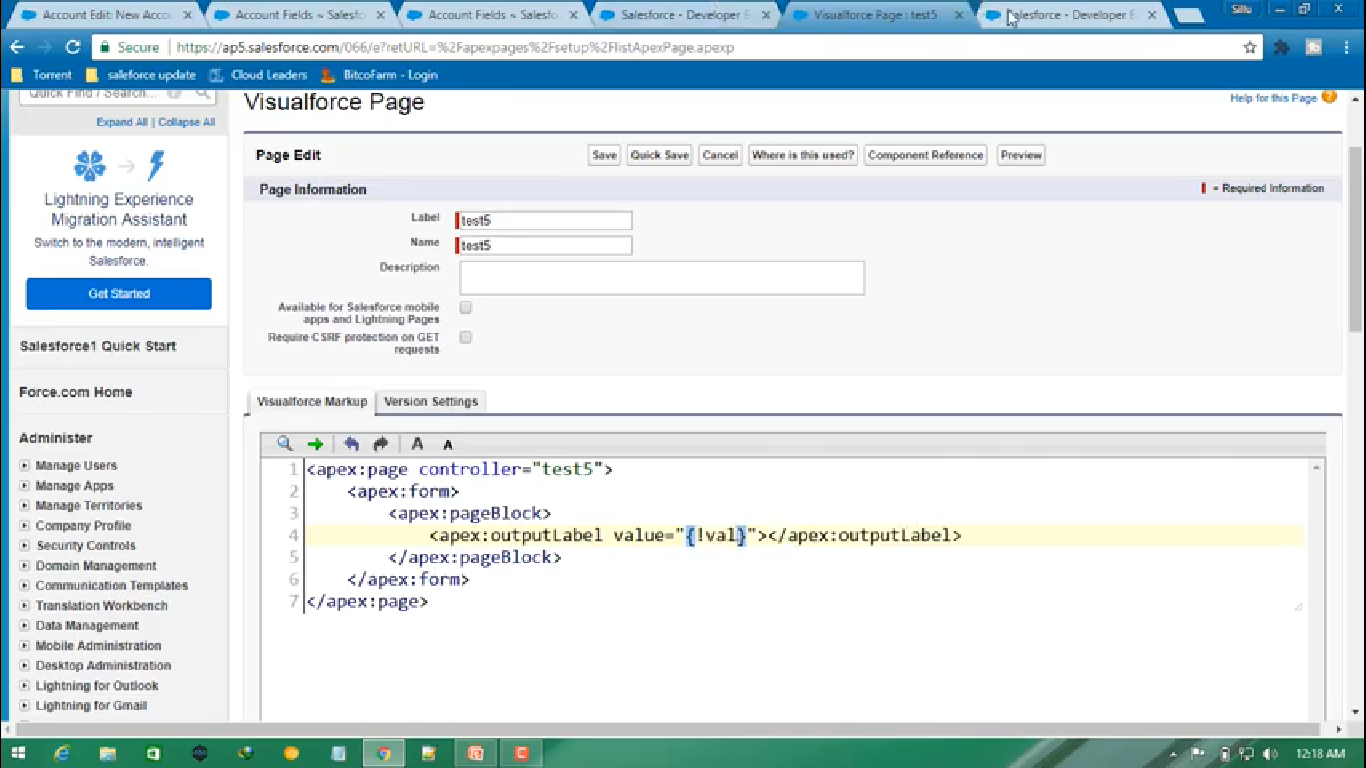 Account Edit: New Acco
Account Fields ~ Salesfo
Account Fields ~ Salesfo
Salesforce - Developer E
Visualforce Page : test5
Salesforce - Developer E
Sillu
Secure
https://ap5.salesforce.com/066/e?retURL=%2Fapexpages%2Fsetup%2FlistApexPage.apexp
Torrent
saleforce update
Cloud Leaders
BitcoFarm - Login
Quick Find / Search...
Expand All | Collapse All
Lightning Experience
Migration Assistant
Switch to the modern, intelligent
Salesforce.
Get Started
Salesforce1 Quick Start
Force.com Home
Administer
Manage Users
Manage Apps
Manage Territories
Company Profile
Security Controls
Domain Management
Communication Templates
Translation Workbench
Data Management
Mobile Administration
Desktop Administration
Lightning for Outlook
Lightning for Gmail
Visualforce Page
Help for this Page
Page Edit
Save
Quick Save
Cancel
Where is this used?
Component Reference
Preview
Page Information
= Required Information
Label
test5
Name
test5
Description
Available for Salesforce mobile
apps and Lightning Pages
Require CSRF protection on GET
requests
Visualforce Markup
Version Settings
A
A
1 <apex:page controller="test5">
2 <apex:form>
3 <apex:pageBlock>
4 <apex:outputLabel value="{!val}"></apex:outputLabel>
5 </apex:pageBlock>
6 </apex:form>
7 </apex:page>
12:18 AM